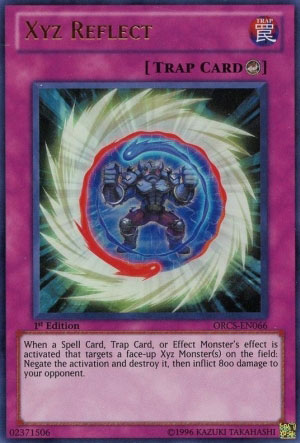 Xyz Reflect
TRAP
罠
[Trap Card]
1st Edition
ORCS-EN066
When a Spell Card, Trap Card, or Effect Monster's effect is
activated that targets a face-up Xyz Monster(s) on the field:
Negate the activation and destroy it, then inflict 800 damage to
your opponent.
02371506
©1996 KAZUKI TAKAHASHI